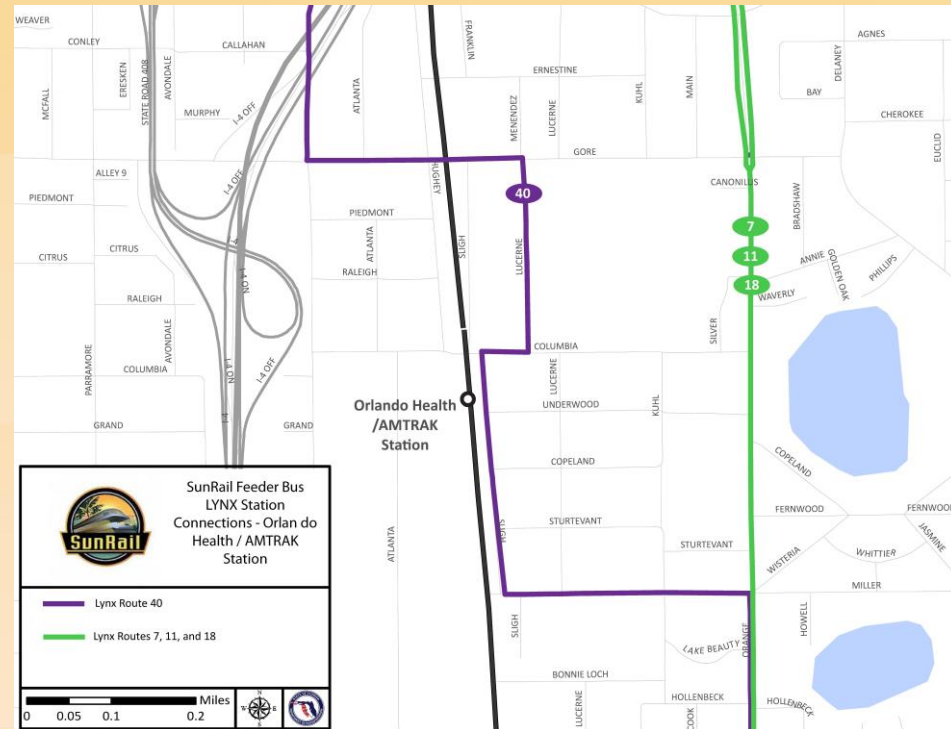 WEAVER
CONLEY
CALLAHAN
MCFALL
ERESKEN
STATE ROAD 408
AVONDALE
MURPHY
I-4 OFF
ATLANTA
FRANKLIN
ERNESTINE
MENENDEZ
LUCERNE
KUHL
MAIN
AGNES
DELANEY
BAY
CHEROKEE
EUCLID
GORE
HUGHEY
ALLEY 9
I-4 OFF
PIEDMONT
PIEDMONT
40
CANONILUS
BRADSHAW
7
11
18
CITRUS
CITRUS
I-4 ON
ATLANTA
RALEIGH
SLIGH
LUCERNE
ANNIE
GOLDEN OAK
PHILLIPS
WAVERLY
RALEIGH
AVONDALE
SILVER
COLUMBIA
PARRAMORE
COLUMBIA
I-4 ON
I-4 OFF
I-4
LUCERNE
KUHL
Orlando Health
/AMTRAK
Station
UNDERWOOD
GRAND
GRAND
COPELAND
COPELAND
ATLANTA
STURTEVANT
STURTEVANT
FERNWOOD
FERNWOOD
JASMINE
WHITTIER
WISTERIA
MILLER
SLIGH
HOWELL
ORANGE
LAKE BEAUTY
BONNIE LOCH
LUCERNE
HOLLENBECK
HOLLENBECK
COOK
SunRail
SunRail Feeder Bus
LYNX Station
Connections - Orlan do
Health / AMTRAK
Station
Lynx Route 40
Lynx Routes 7, 11, and 18
Miles
0 0.05 0.1 0.2
N
W E
S